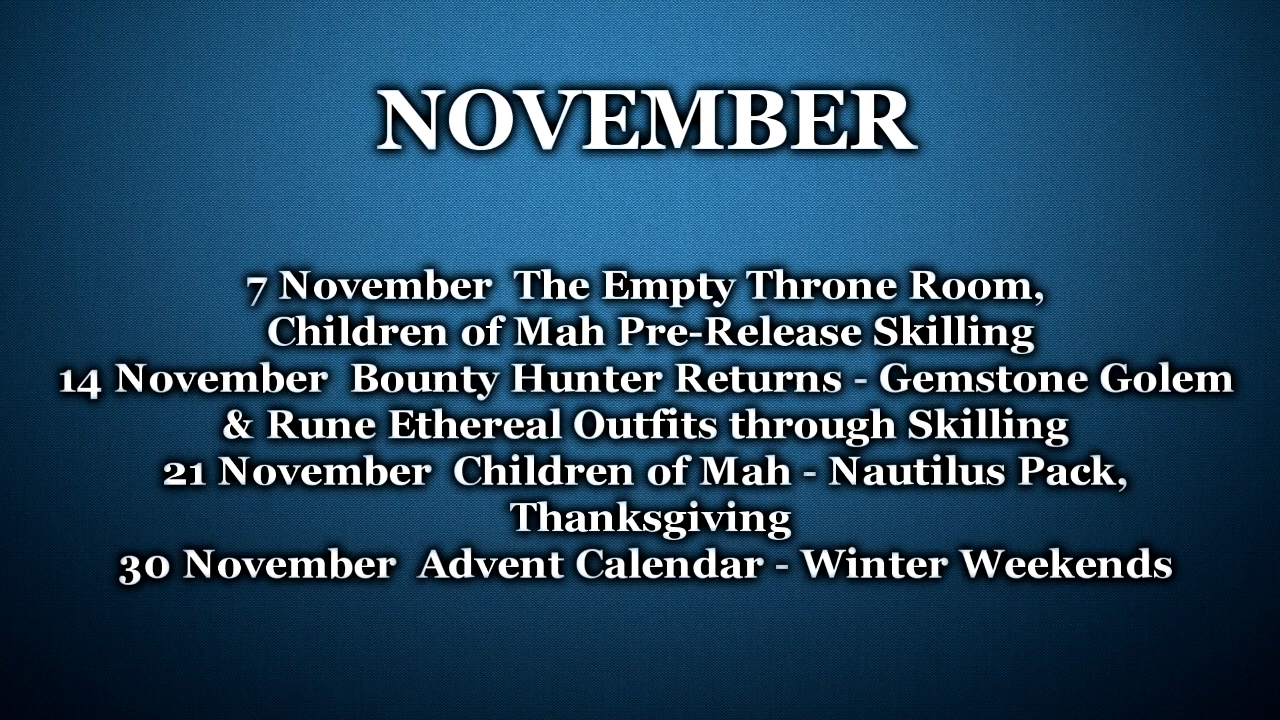 NOVEMBER
7 November  The Empty Throne Room,
Children of Mah Pre-Release Skilling
14 November  Bounty Hunter Returns - Gemstone Golem
& Rune Ethereal Outfits through Skilling
21 November  Children of Mah - Nautilus Pack,
Thanksgiving
30 November  Advent Calendar - Winter Weekends